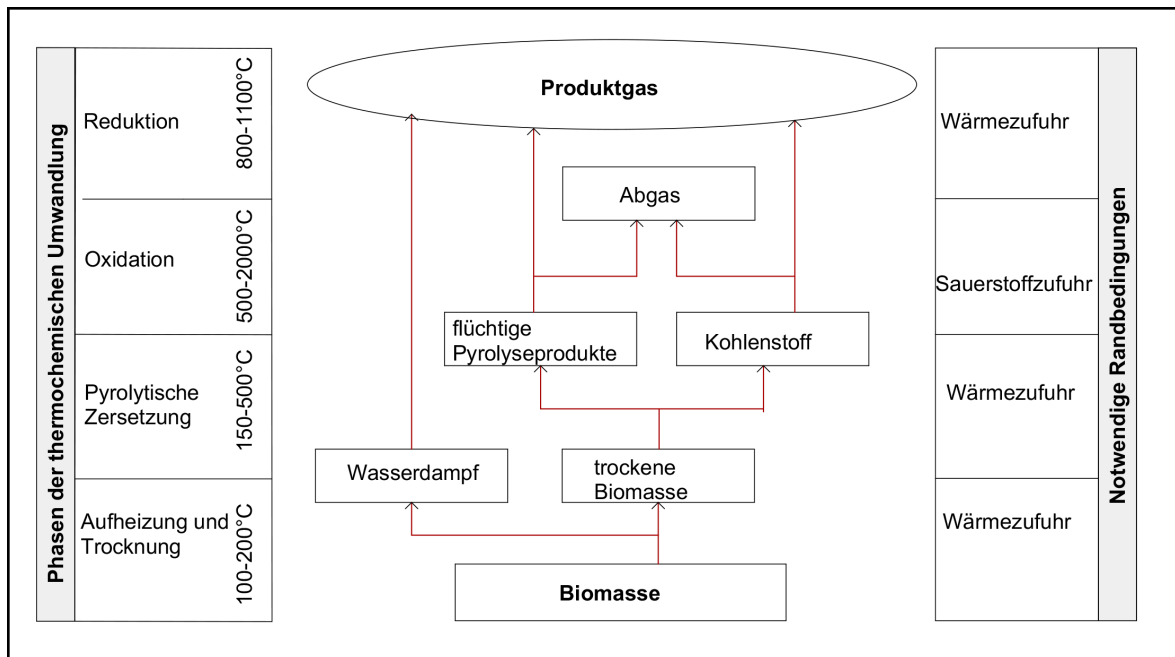 Phasen der thermochemischen Umwandlung
Reduktion
800-1100°C
Oxidation
500-2000°C
Pyrolytische
Zersetzung
150-500°C
Aufheizung und
Trocknung
100-200°C
Produktgas
Abgas
flüchtige
Pyrolyseprodukte
Kohlenstoff
Wasserdampf
trockene
Biomasse
Biomasse
Wärmezufuhr
Sauerstoffzufuhr
Wärmezufuhr
Wärmezufuhr
Notwendige Randbedingungen